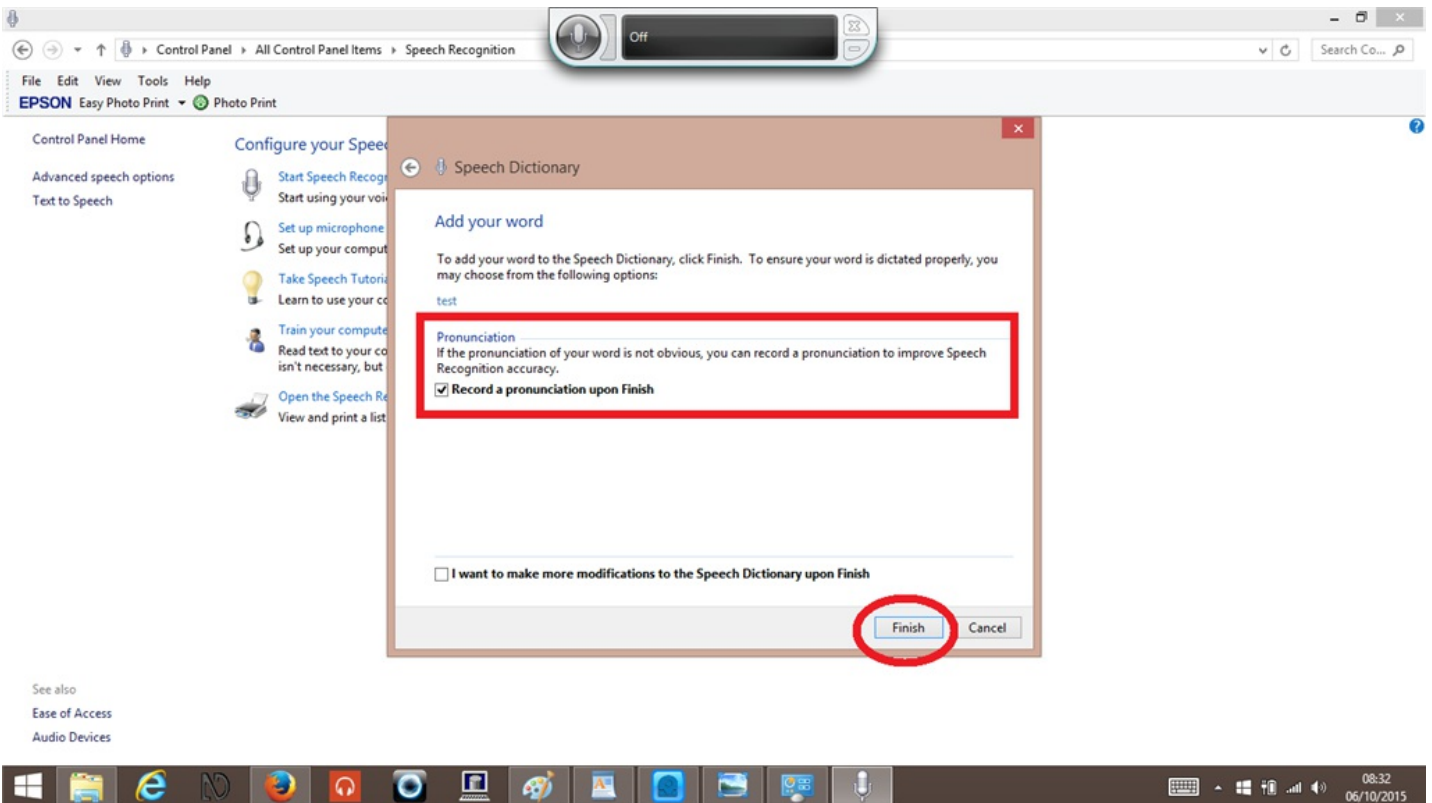 Off
Control Panel All Control Panel Items Speech Recognition
Search Co...
File Edit View Tools Help
EPSON Easy Photo Print Photo Print
Control Panel Home
Advanced speech options
Text to Speech
Configure your Spee
Start Speech Recogn
Start using your voi
Set up microphone
Set up your comput
Take Speech Tutoria
Learn to use your co
Train your compute
Read text to your co
isn't necessary, but
Open the Speech Re
View and print a list
Speech Dictionary
Add your word
To add your word to the Speech Dictionary, click Finish. To ensure your word is dictated properly, you
may choose from the following options:
test
Pronunciation
If the pronunciation of your word is not obvious, you can record a pronunciation to improve Speech
Recognition accuracy.
Record a pronunciation upon Finish
I want to make more modifications to the Speech Dictionary upon Finish
Finish Cancel
See also
Ease of Access
Audio Devices
08:32
06/10/2015